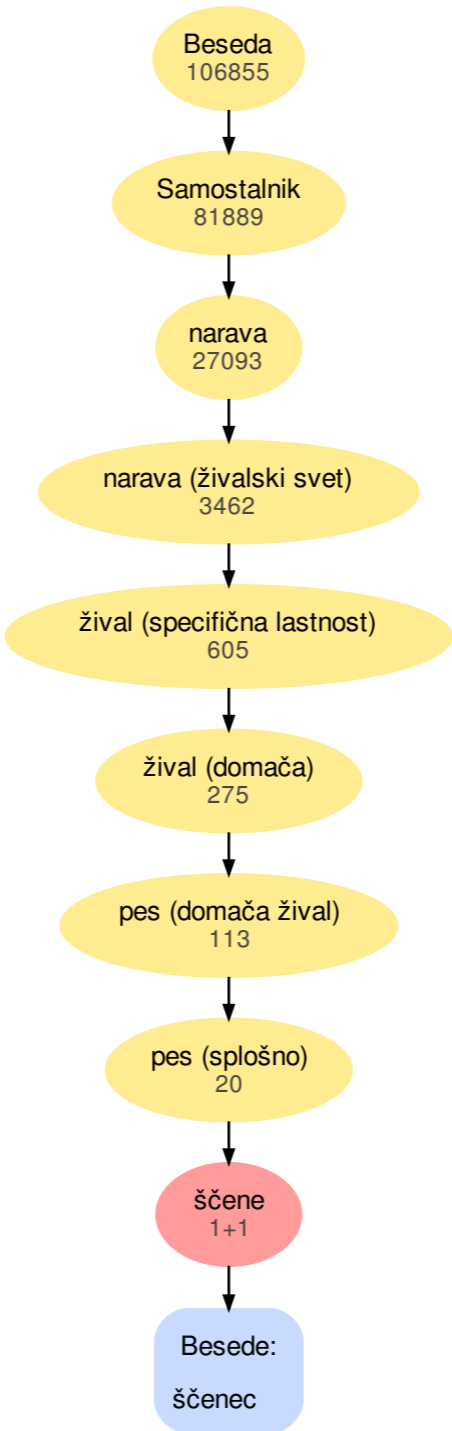 Beseda
106855
Samostalnik
81889
narava
27093
narava (živalski svet)
3462
žival (specifična lastnost)
605
žival (domača)
275
pes (domača žival)
113
pes (splošno)
20
ščene
1+1
Besede:
ščenec